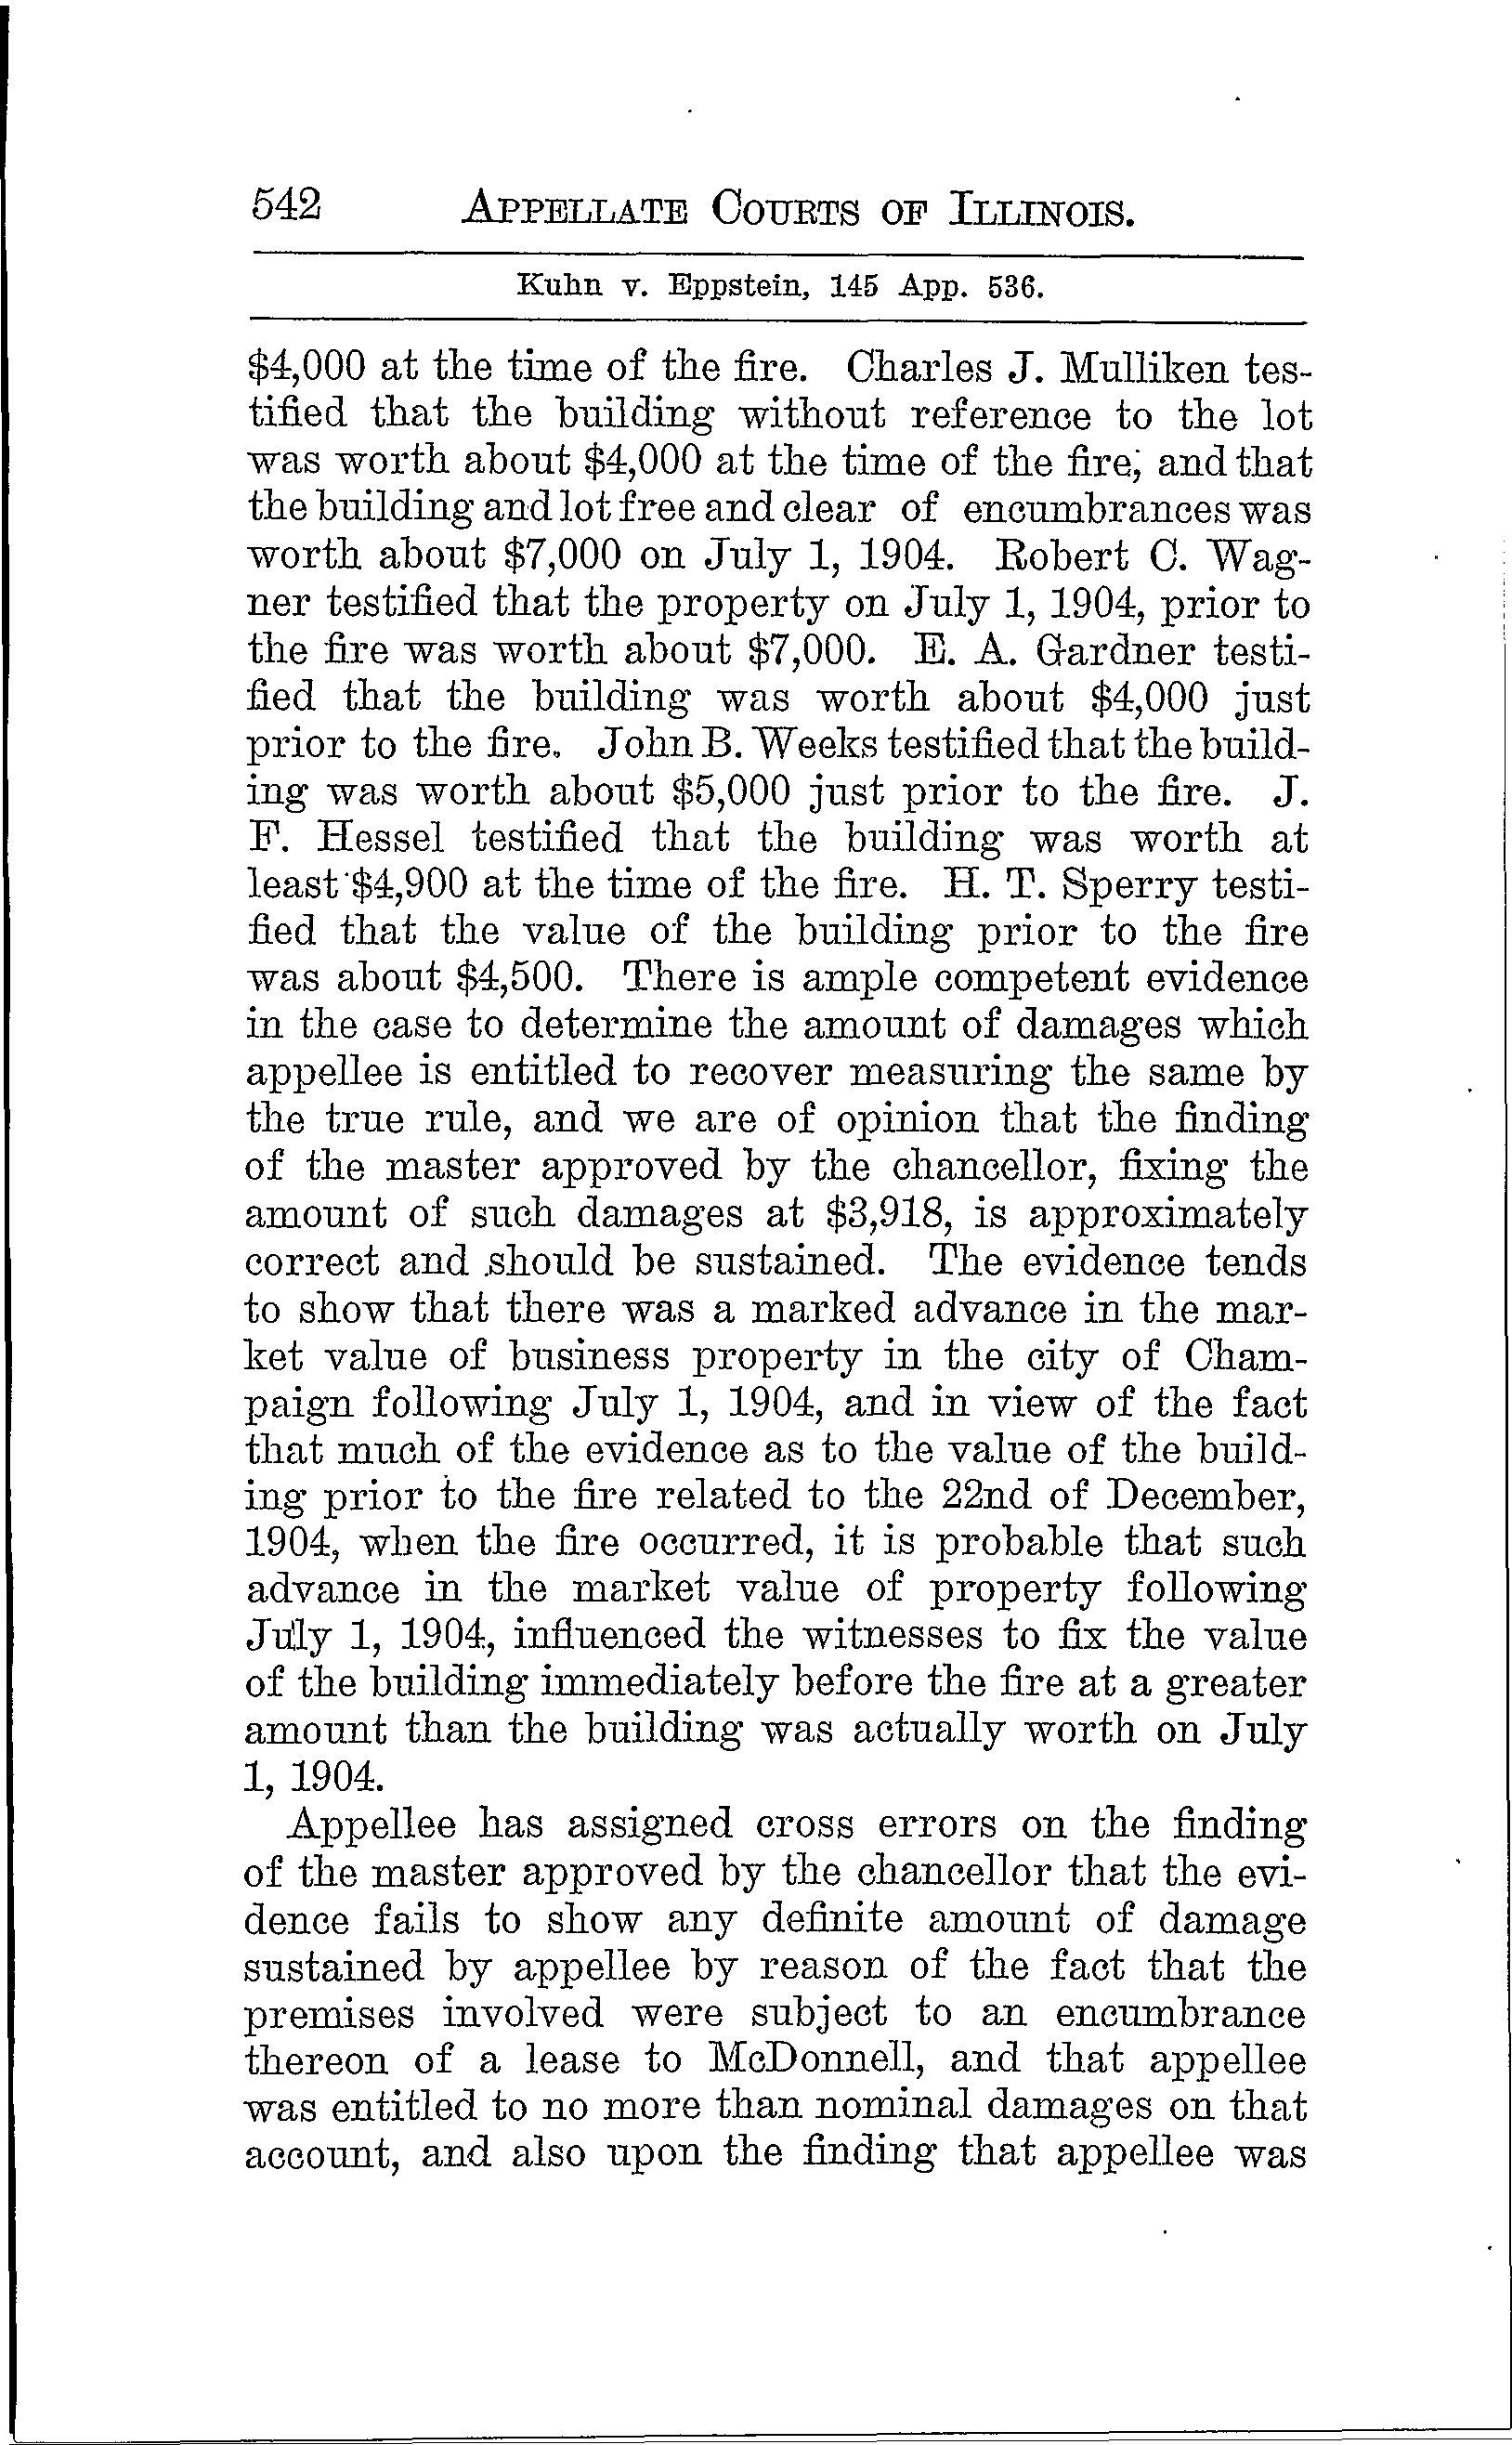 542 APPELLATE COURTS OF ILLINOIS.
Kuhn v. Eppstein, 145 App. 536.
$4,000 at the time of the fire. Charles J. Mulliken tes-
tified that the building without reference to the lot
was worth about $4,000 at the time of the fire; and that
the building and lot free and clear of encumbrances was
worth about $7,000 on July 1, 1904. Robert C. Wag-
ner testified that the property on July 1, 1904, prior to
the fire was worth about $7,000. E. A. Gardner testi-
fied that the building was worth about $4,000 just
prior to the fire. John B. Weeks testified that the build-
ing was worth about $5,000 just prior to the fire. J.
F. Hessel testified that the building was worth at
least $4,900 at the time of the fire. H. T. Sperry testi-
fied that the value of the building prior to the fire
was about $4,500. There is ample competent evidence
in the case to determine the amount of damages which
appellee is entitled to recover measuring the same by
the true rule, and we are of opinion that the finding
of the master approved by the chancellor, fixing the
amount of such damages at $3,918, is approximately
correct and should be sustained. The evidence tends
to show that there was a marked advance in the mar-
ket value of business property in the city of Cham-
paign following July 1, 1904, and in view of the fact
that much of the evidence as to the value of the build-
ing prior to the fire related to the 22nd of December,
1904, when the fire occurred, it is probable that such
advance in the market value of property following
July 1, 1904, influenced the witnesses to fix the value
of the building immediately before the fire at a greater
amount than the building was actually worth on July
1, 1904.
Appellee has assigned cross errors on the finding
of the master approved by the chancellor that the evi-
dence fails to show any definite amount of damage
sustained by appellee by reason of the fact that the
premises involved were subject to an encumbrance
thereon of a lease to McDonnell, and that appellee
was entitled to no more than nominal damages on that
account, and also upon the finding that appellee was